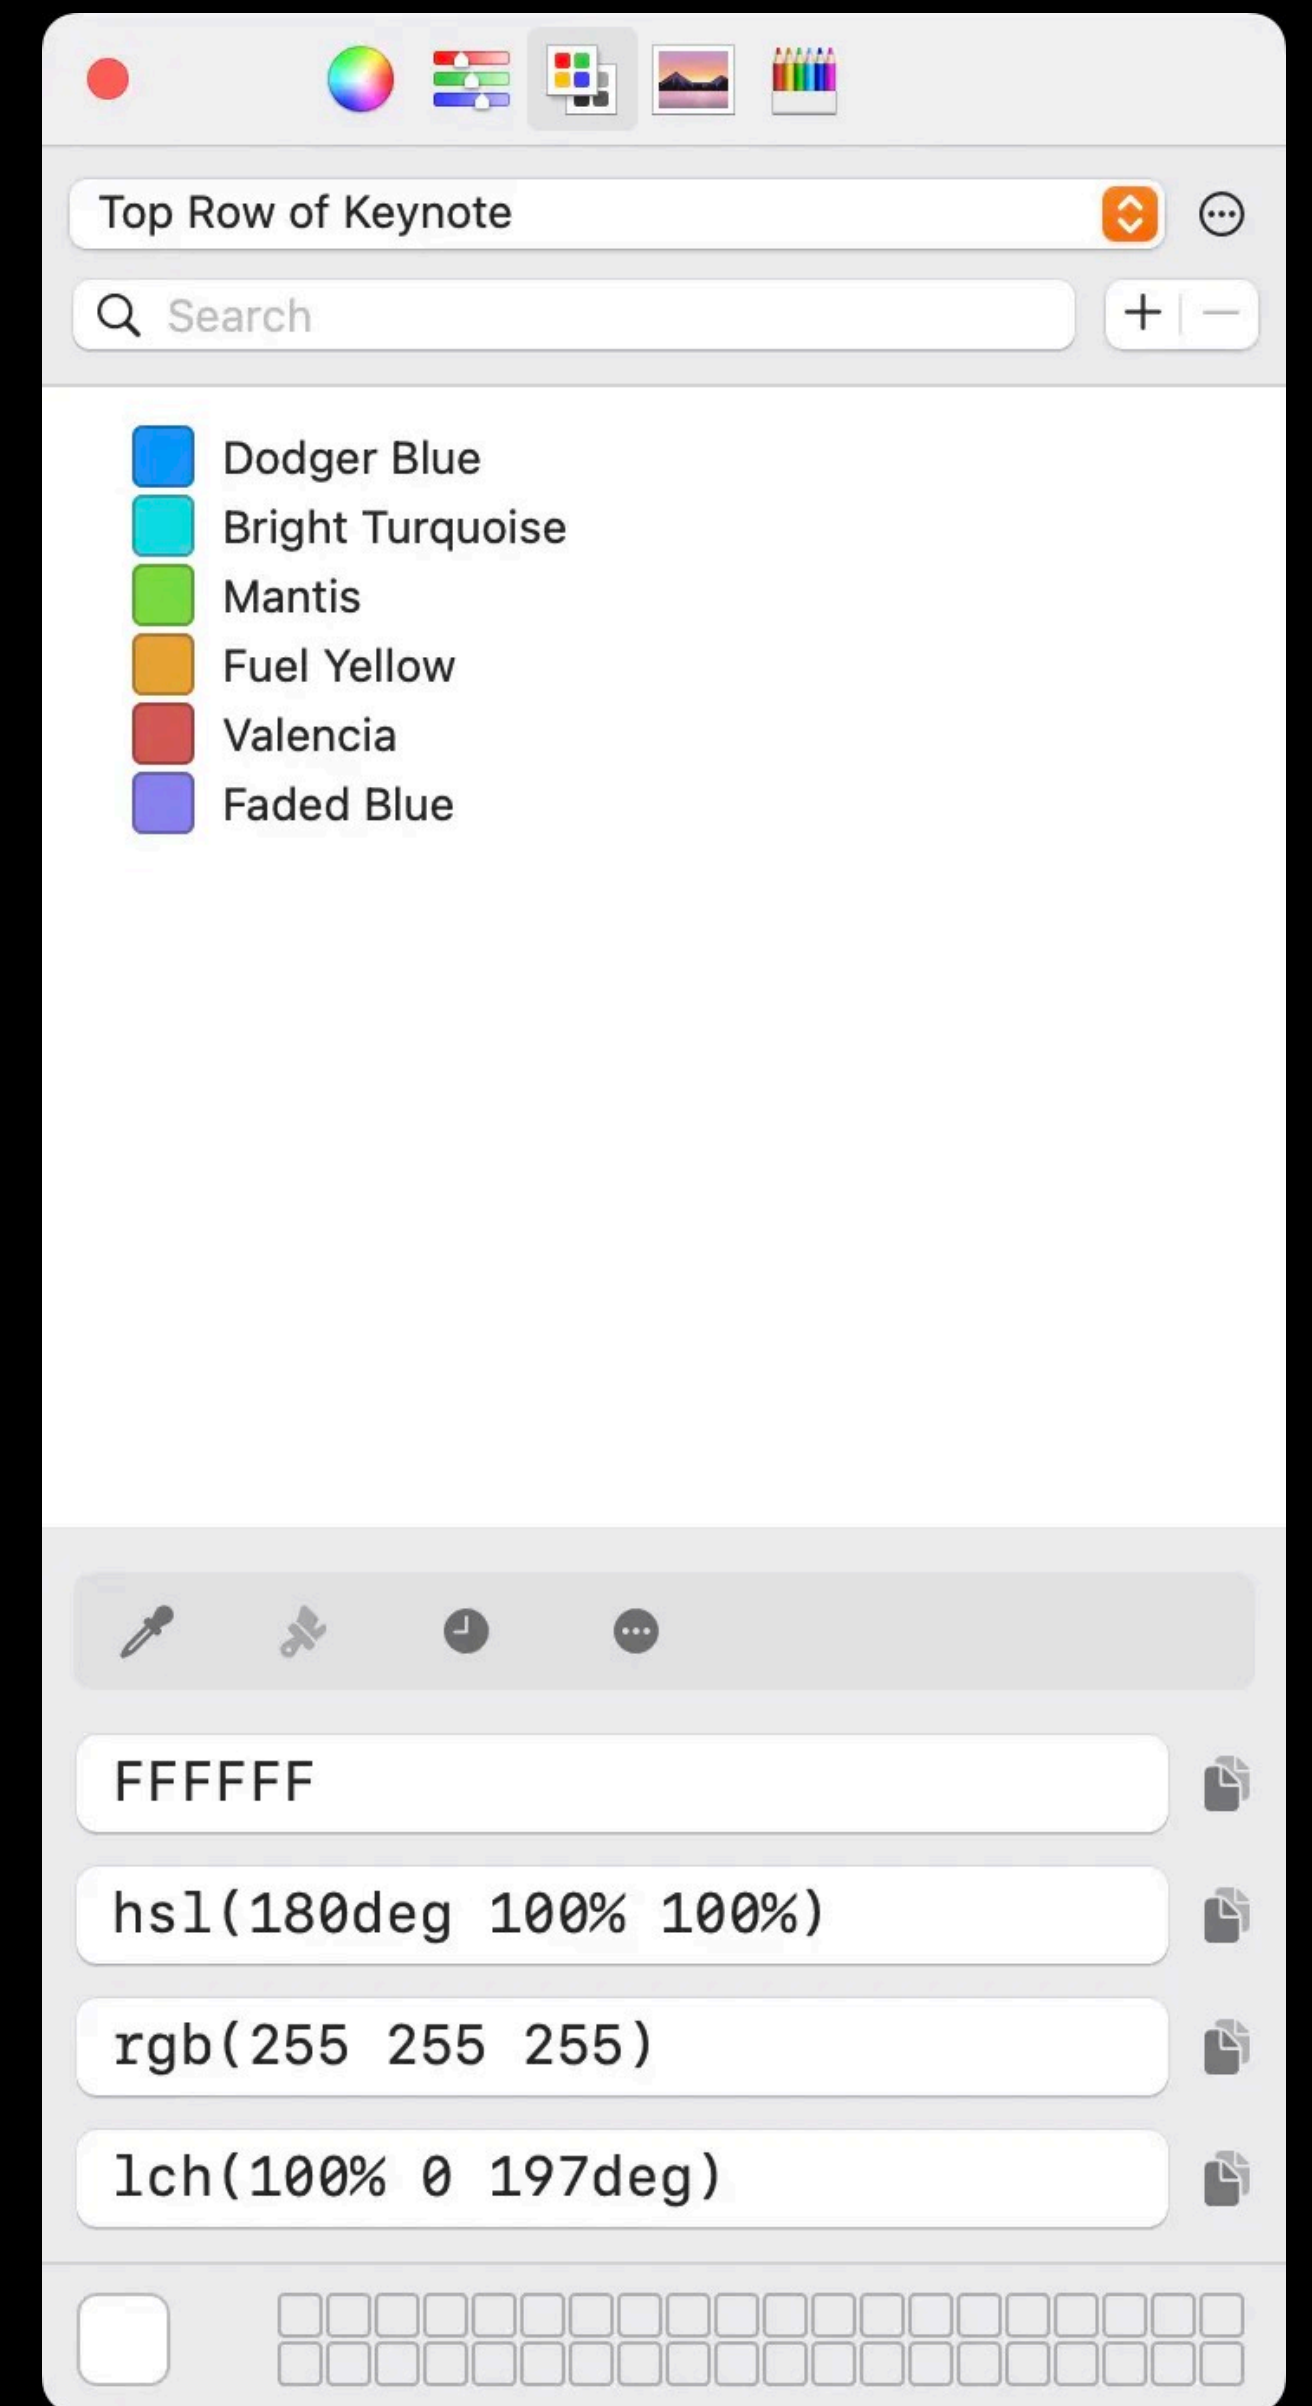 Top Row of Keynote
Search
Dodger Blue
Bright Turquoise
Mantis
Fuel Yellow
Valencia
Faded Blue
FFFFFF
hsl(180deg 100% 100%)
rgb(255 255 255)
lch(100% 0 197deg)